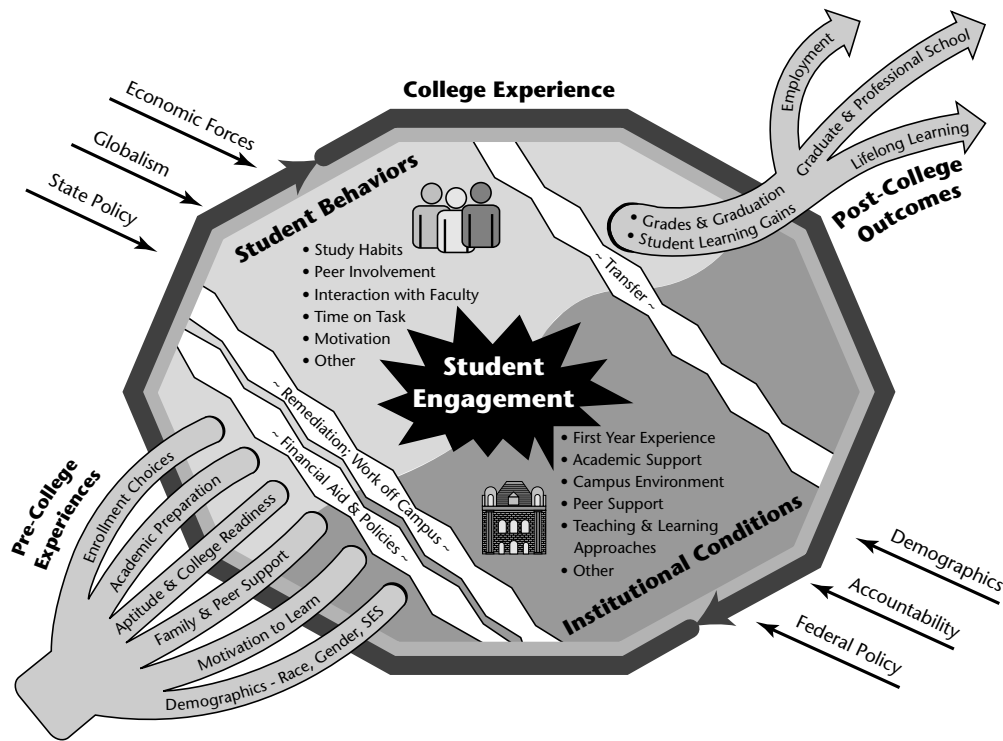 College Experience
Economic Forces
Globalism
State Policy
Student Behaviors
• Study Habits
• Peer Involvement
• Interaction with Faculty
• Time on Task
• Motivation
• Other
Employment
Graduate & Professional School
Lifelong Learning
• Grades & Graduation
• Student Learning Gains
Post-College
Outcomes
~ Transfer ~
Student
Engagement
~ Remediation: Work off Campus ~
~ Financial Aid & Policies ~
• First Year Experience
• Academic Support
• Campus Environment
• Peer Support
• Teaching & Learning
Approaches
• Other
Institutional Conditions
Pre-College
Experiences
Enrollment Choices
Academic Preparation
Aptitude & College Readiness
Family & Peer Support
Motivation to Learn
Demographics - Race, Gender, SES
Demographics
Accountability
Federal Policy